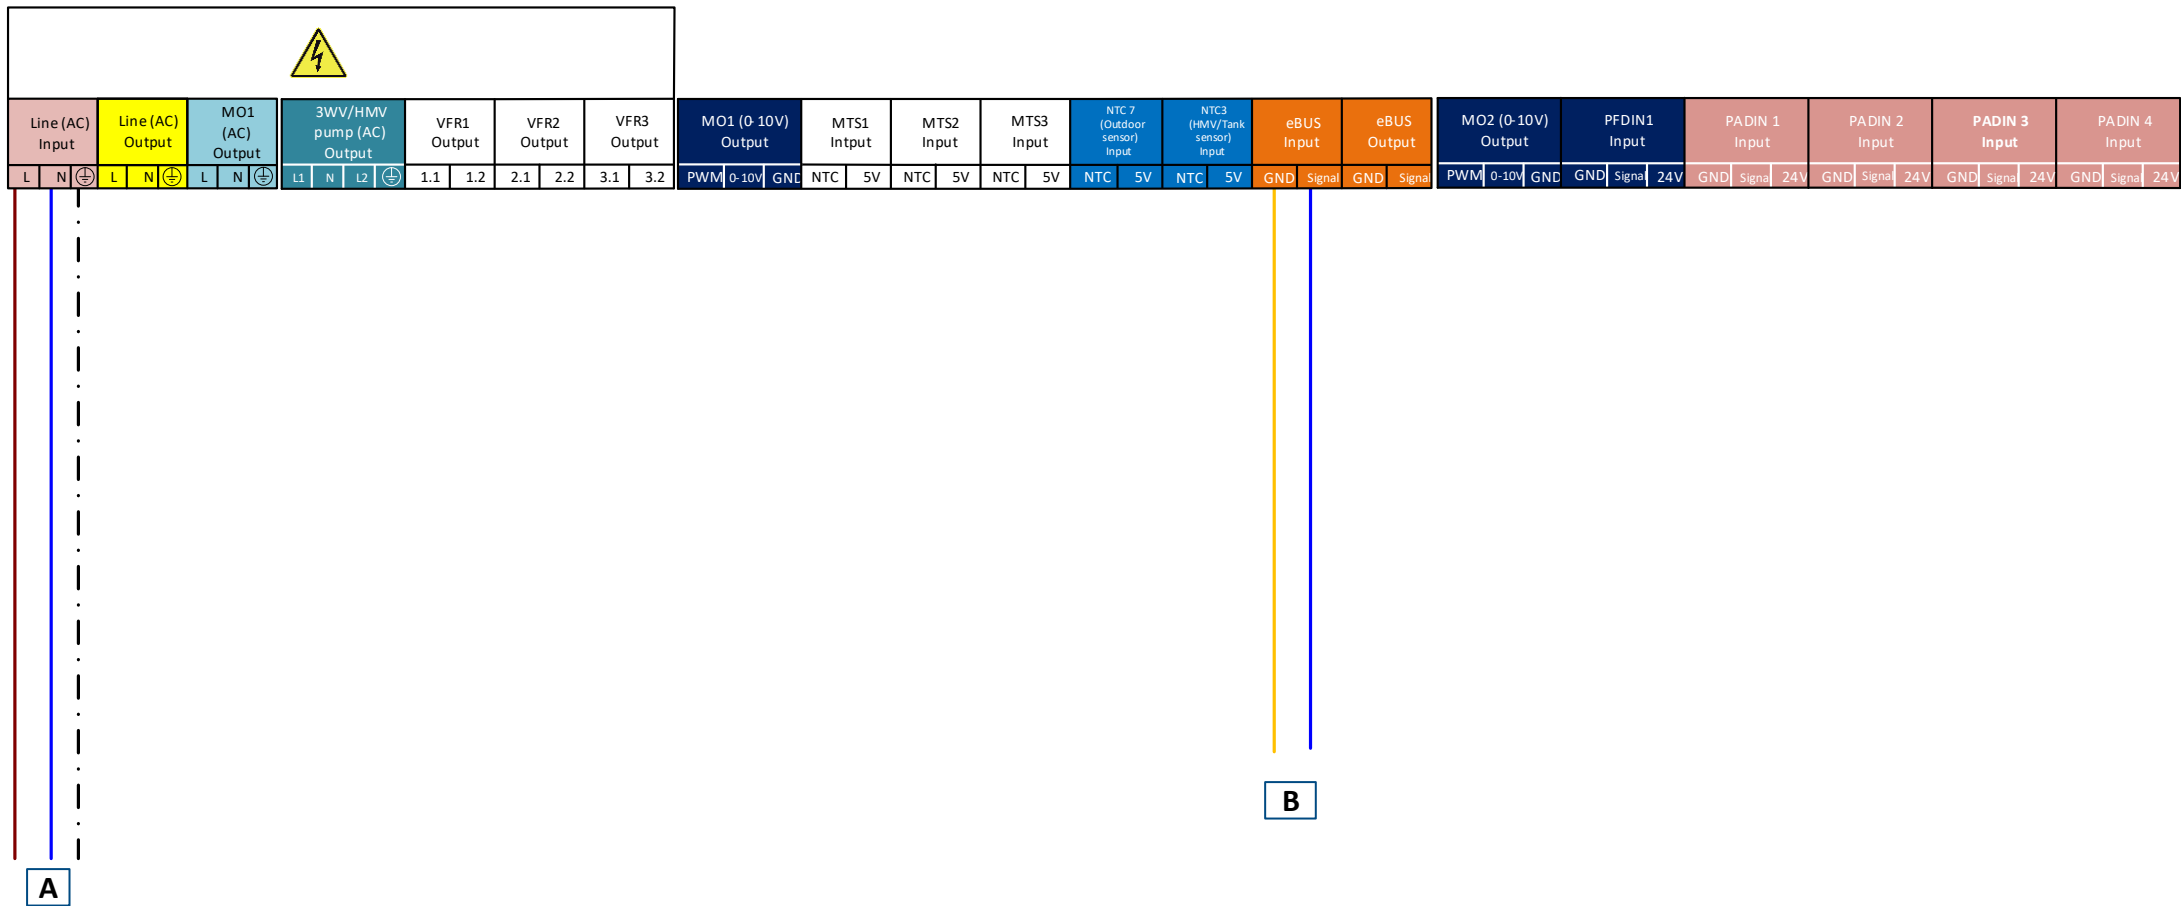 Line (AC)
Input
Line (AC)
Output
MO1
(AC)
Output
3WV/HMV
pump (AC)
Output
VFR1
Output
VFR2
Output
VFR3
Output
MO1 (0-10V)
Output
MTS1
Intput
MTS2
Input
MTS3
Input
NTC 7
(Outdoor
sensor)
Input
NTC3
(HMV/Tank
sensor)
Input
eBUS
Input
eBUS
Output
MO2 (0-10V)
Output
PFDIN1
Input
PADIN 1
Input
PADIN 2
Input
PADIN 3
Input
PADIN 4
Input
L N L N L N L1 N L2 1.1 1.2 2.1 2.2 3.1 3.2 PWM 0-10V GND NTC 5V NTC 5V NTC 5V NTC 5V NTC 5V GND Signal GND Signal PWM 0-10V GND GND Signal 24V GND Signal 24V GND Signal 24V GND Signal 24V GND Signal 24V
B
A